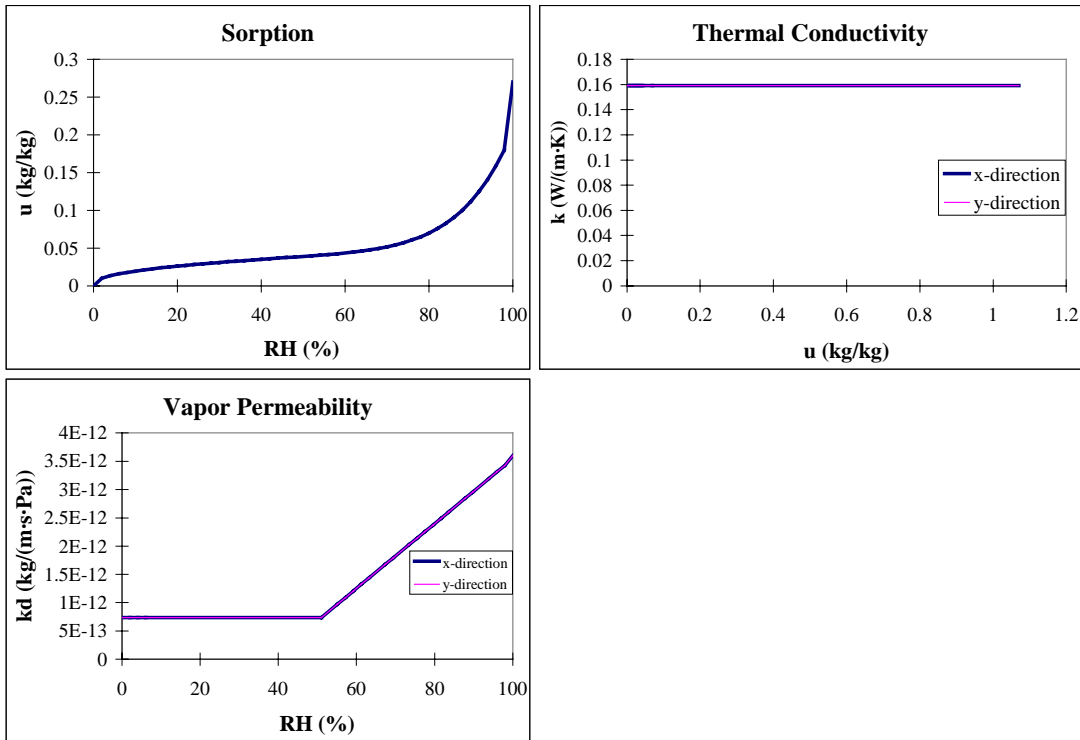 Sorption
u (kg/kg)
0.3
0.25
0.2
0.15
0.1
0.05
0
0 20 40 60 80 100
RH (%)
Thermal Conductivity
k (W/(m·K))
0.18
0.16
0.14
0.12
0.1
0.08
0.06
0.04
0.02
0
x-direction
y-direction
0 0.2 0.4 0.6 0.8 1 1.2
u (kg/kg)
Vapor Permeability
kd (kg/(m·s·Pa))
4E-12
3.5E-12
3E-12
2.5E-12
2E-12
1.5E-12
1E-12
5E-13
0
x-direction
y-direction
0 20 40 60 80 100
RH (%)